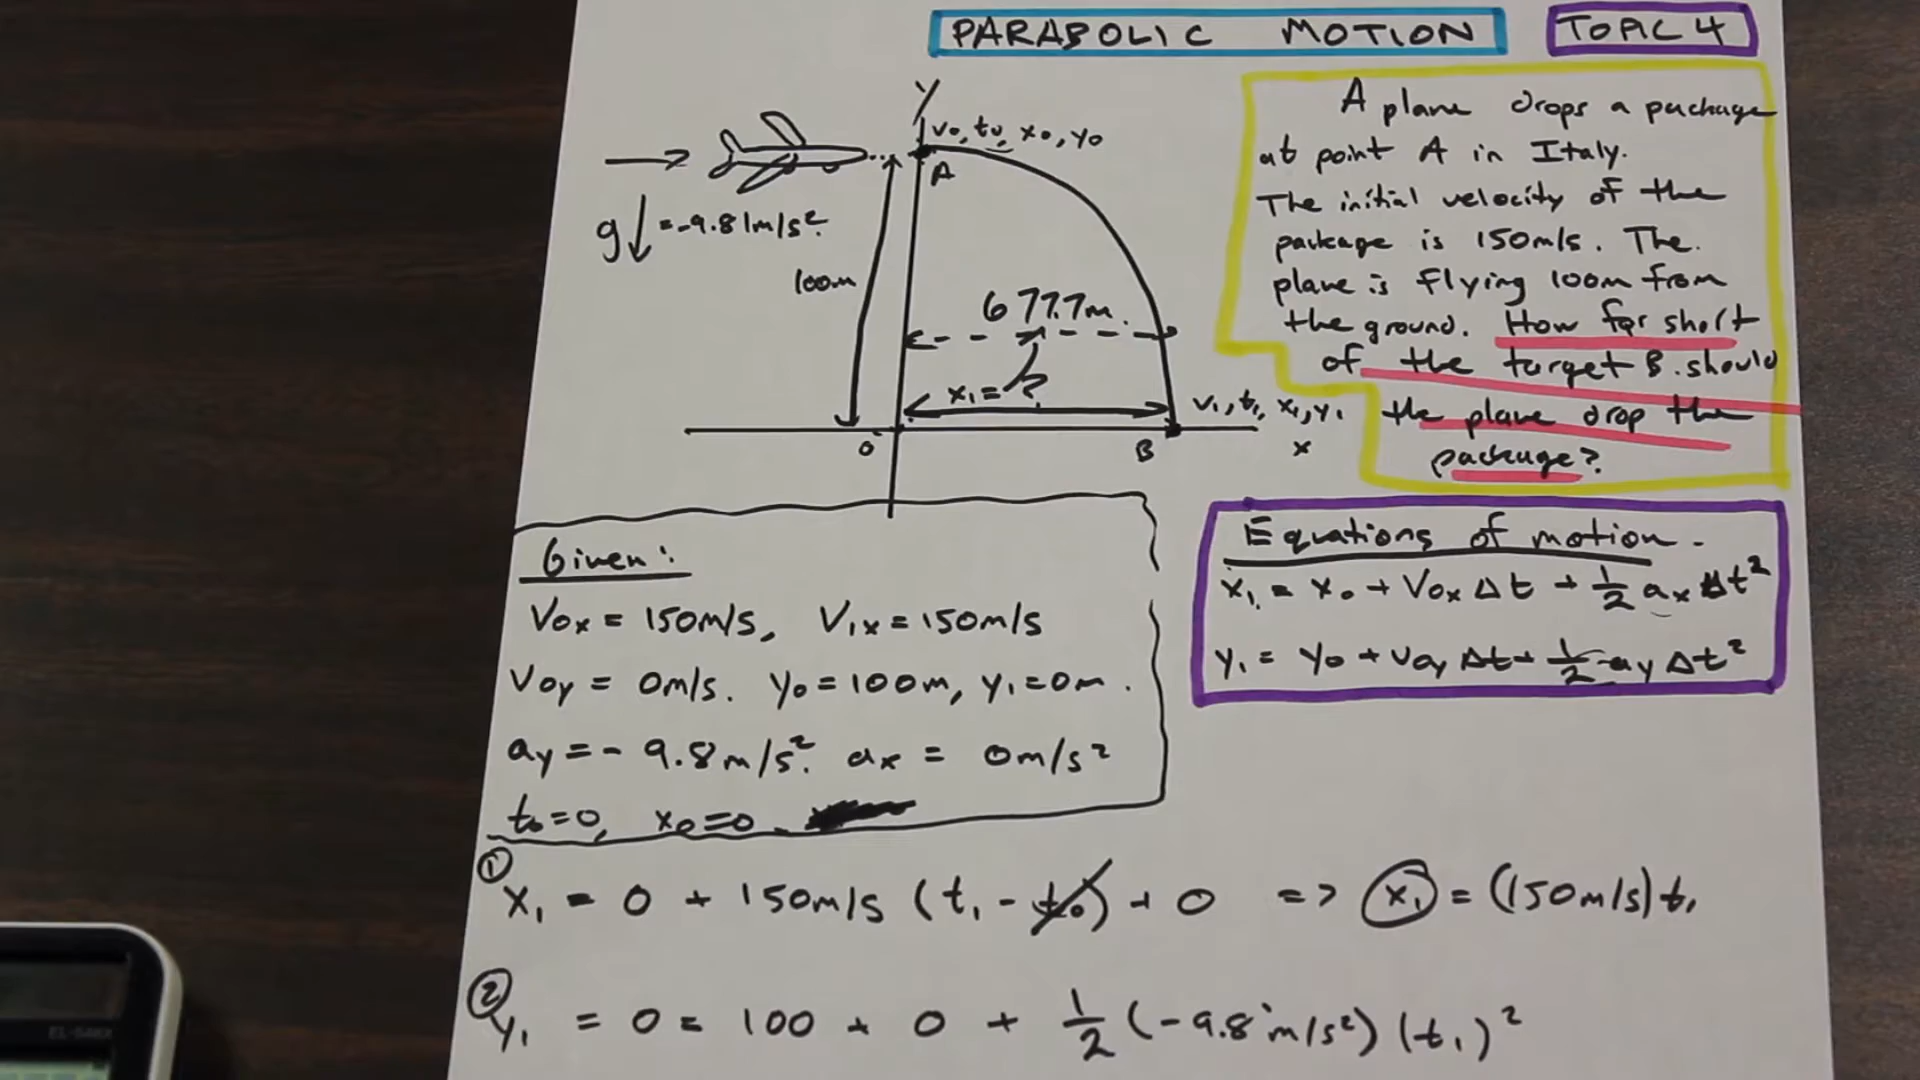 PARABOLIC MOTION
TOPIC 4
A plane drops a package
at point A in Italy.
The initial velocity of the
package is 150m/s. The
plane is flying 100m from
the ground. How far short
of the target B. should
the plane drop the
package?
Y
v0, t0, x0, y0
A
g↓ = -9.81m/s².
100m
677.7m.
x₁ = ?
v₁, t₁, x₁, y₁
x
O
B
Given:
V0x = 150m/s, V1x = 150m/s
V0y = 0m/s. y0 = 100m, y₁ = 0m.
ay = - 9.8m/s². ax = 0m/s²
t0 = 0, x0 = 0
Equations of motion.
x₁ = x0 + V0x Δt + 1/2 ax Δt²
y₁ = y0 + v0y Δt + 1/2 ay Δt²
① x₁ = 0 + 150m/s (t₁ - t0) + 0 => x₁ = (150m/s)t₁
② y₁ = 0 = 100 + 0 + 1/2 (-9.8m/s²) (t₁)²